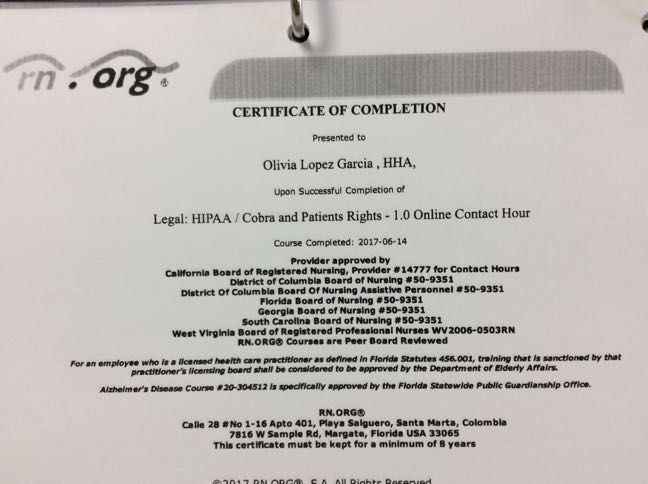 rn.org®
CERTIFICATE OF COMPLETION
Presented to
Olivia Lopez Garcia , HHA,
Upon Successful Completion of
Legal: HIPAA / Cobra and Patients Rights - 1.0 Online Contact Hour
Course Completed: 2017-06-14
Provider approved by
California Board of Registered Nursing, Provider #14777 for Contact Hours
District of Columbia Board of Nursing #50-9351
District Of Columbia Board Of Nursing Assistive Personnel #50-9351
Florida Board of Nursing #50-9351
Georgia Board of Nursing #50-9351
South Carolina Board of Nursing #50-9351
West Virginia Board of Registered Professional Nurses WV2006-0503RN
RN.ORG® Courses are Peer Board Reviewed
For an employee who is a licensed health care practitioner as defined in Florida Statutes 456.001, training that is sanctioned by that
practitioner's licensing board shall be considered to be approved by the Department of Elderly Affairs.
Alzheimer's Disease Course #20-304512 is specifically approved by the Florida Statewide Public Guardianship Office.
RN.ORG®
Calle 28 #No 1-16 Apto 401, Playa Salguero, Santa Marta, Colombia
7816 W Sample Rd, Margate, Florida USA 33065
This certificate must be kept for a minimum of 8 years
©2017 RN.ORG®, S.A. All Rights Reserved